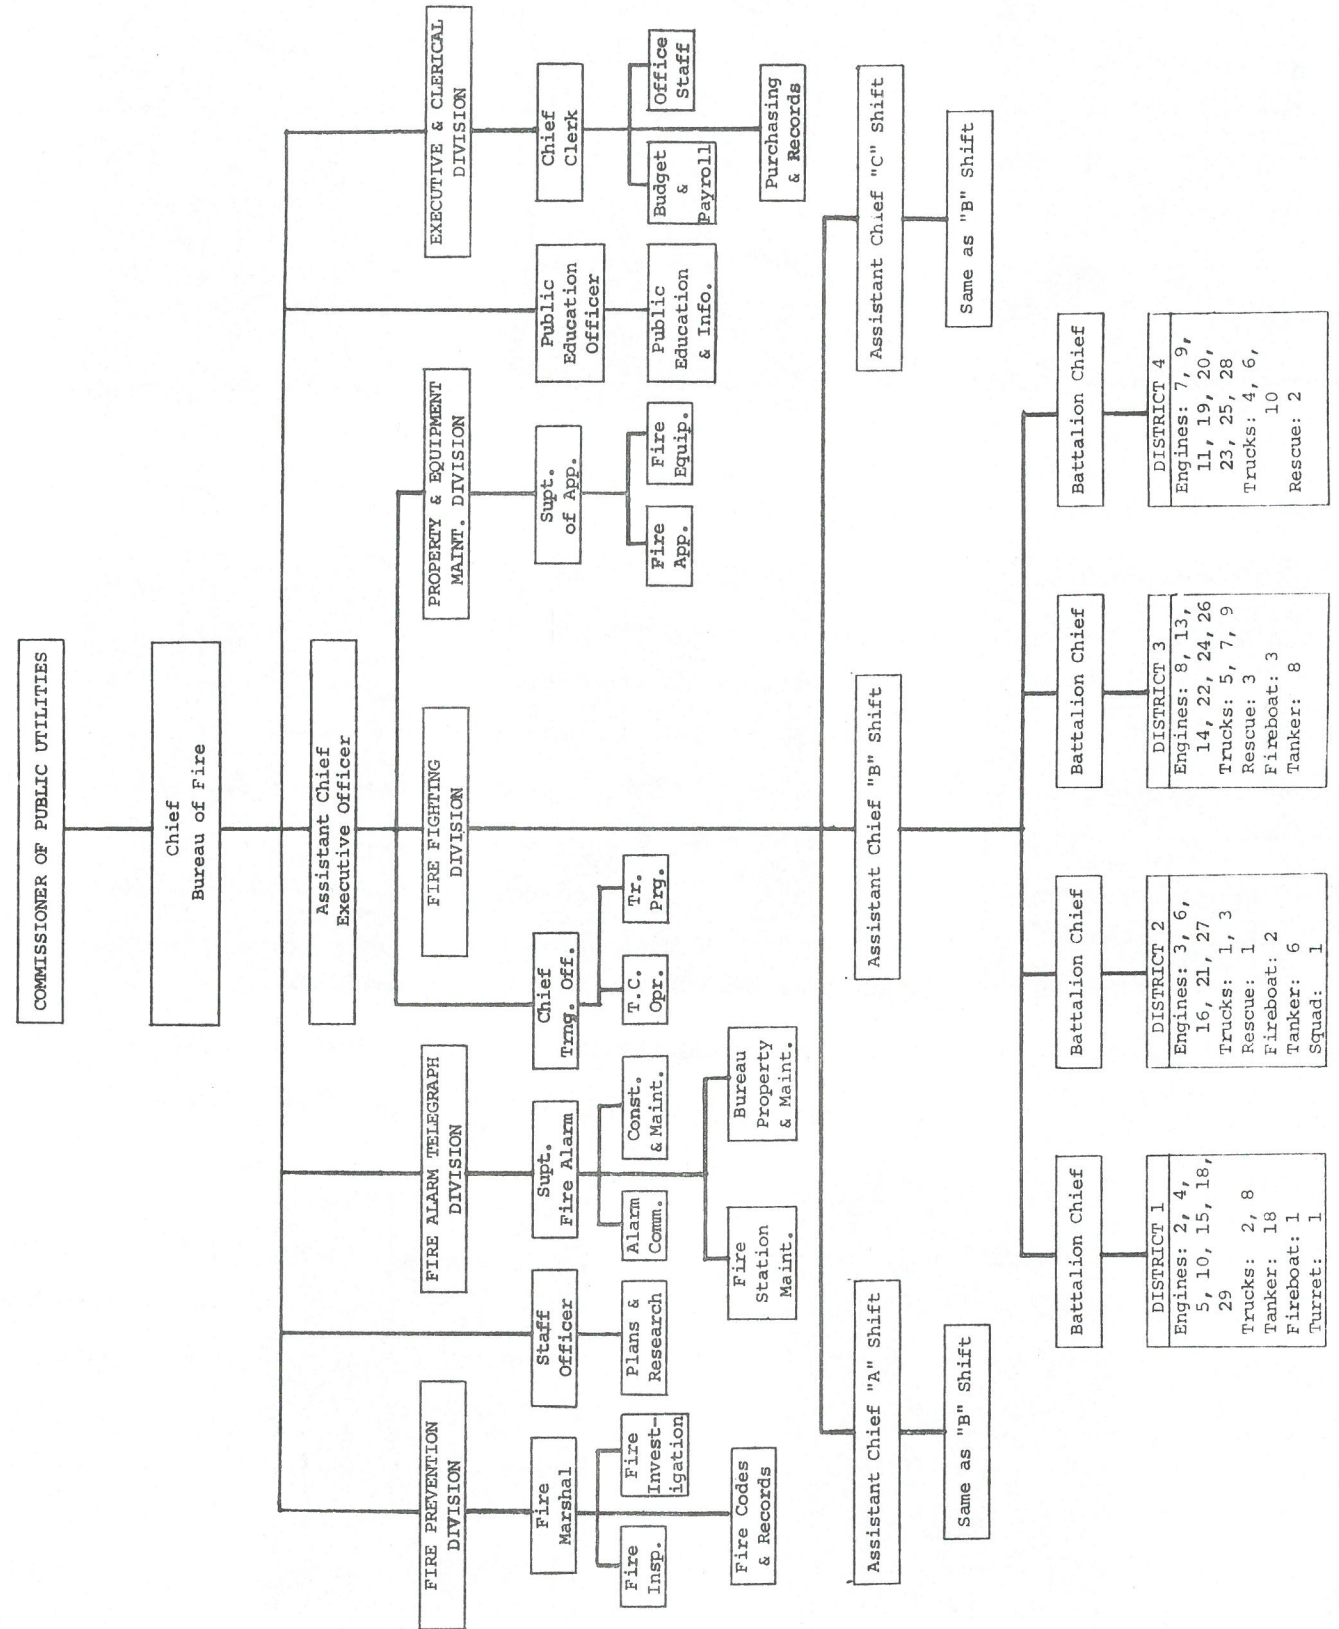 COMMISSIONER OF PUBLIC UTILITIES
Chief
Bureau of Fire
Assistant Chief
Executive Officer
FIRE PREVENTION
DIVISION
Fire
Marshal
Fire
Insp.
Fire
Invest-
igation
Fire Codes
& Records
Staff
Officer
Plans &
Research
FIRE ALARM TELEGRAPH
DIVISION
Supt.
Fire Alarm
Alarm
Comm.
Const.
& Maint.
Fire
Station
Maint.
Bureau
Property
& Maint.
Chief
Trng. Off.
T.C.
Opr.
Tr.
Prg.
FIRE FIGHTING
DIVISION
PROPERTY & EQUIPMENT
MAINT. DIVISION
Supt.
of App.
Fire
App.
Fire
Equip.
Public
Education
Officer
Public
Education
& Info.
EXECUTIVE & CLERICAL
DIVISION
Chief
Clerk
Budget
&
Payroll
Office
Staff
Purchasing
& Records
Assistant Chief "A" Shift
Same as "B" Shift
Assistant Chief "B" Shift
Assistant Chief "C" Shift
Same as "B" Shift
Battalion Chief
DISTRICT 1
Engines: 2, 4,
5, 10, 15, 18,
29
Trucks: 2, 8
Tanker: 18
Fireboat: 1
Turret: 1
Battalion Chief
DISTRICT 2
Engines: 3, 6,
16, 21, 27
Trucks: 1, 3
Rescue: 1
Fireboat: 2
Tanker: 6
Squad: 1
Battalion Chief
DISTRICT 3
Engines: 8, 13,
14, 22, 24, 26
Trucks: 5, 7, 9
Rescue: 3
Fireboat: 3
Tanker: 8
Battalion Chief
DISTRICT 4
Engines: 7, 9,
11, 19, 20,
23, 25, 28
Trucks: 4, 6,
10
Rescue: 2